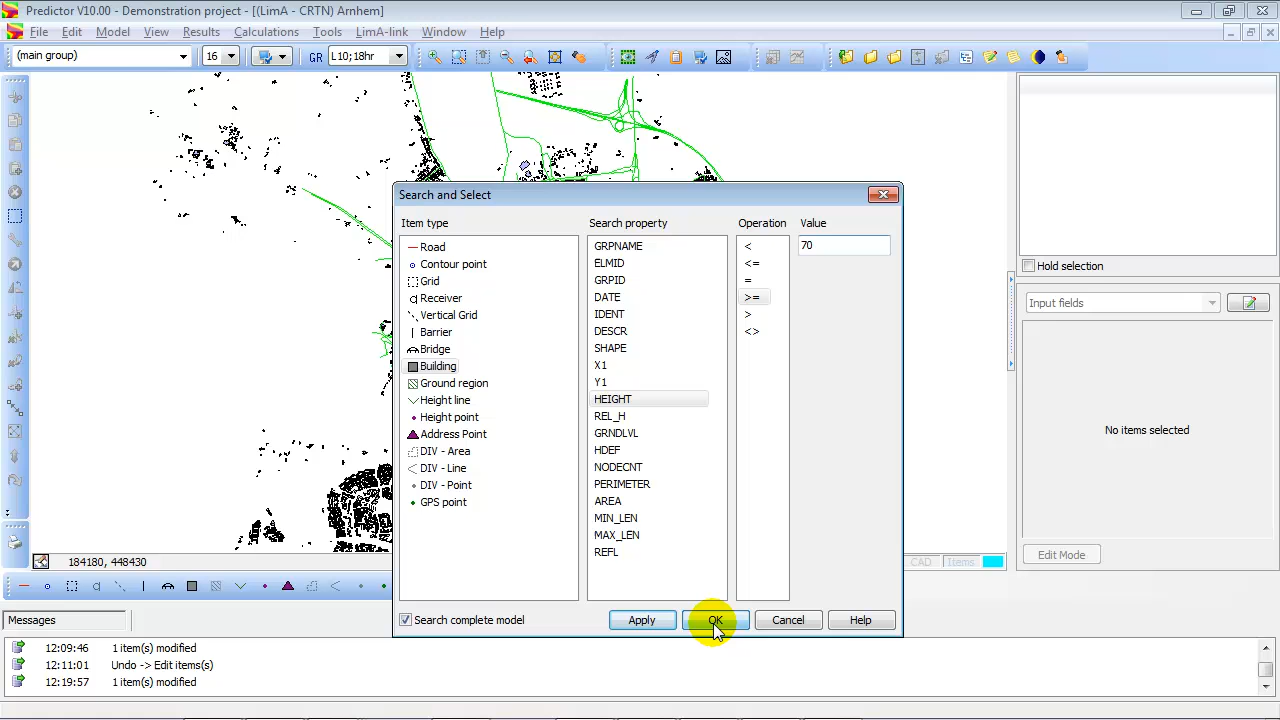 Predictor V10.00 - Demonstration project - [(LimA - CRTN) Arnhem]
File Edit Model View Results Calculations Tools LimA-link Window Help
(main group) 16 GR L10;18hr
Search and Select
Item type Search property Operation Value
Road
Contour point
Grid
Receiver
Vertical Grid
Barrier
Bridge
Building
Ground region
Height line
Height point
Address Point
DIV - Area
DIV - Line
DIV - Point
GPS point
GRPNAME
ELMID
GRPID
DATE
IDENT
DESCR
SHAPE
X1
Y1
HEIGHT
REL_H
GRNDLVL
HDEF
NODECNT
PERIMETER
AREA
MIN_LEN
MAX_LEN
REFL
<
<=
=
>=
>
<>
70
Search complete model Apply OK Cancel Help
Hold selection
Input fields
No items selected
Edit Mode
184180, 448430
CAD Items
Messages
12:09:46 1 item(s) modified
12:11:01 Undo -> Edit items(s)
12:19:57 1 item(s) modified